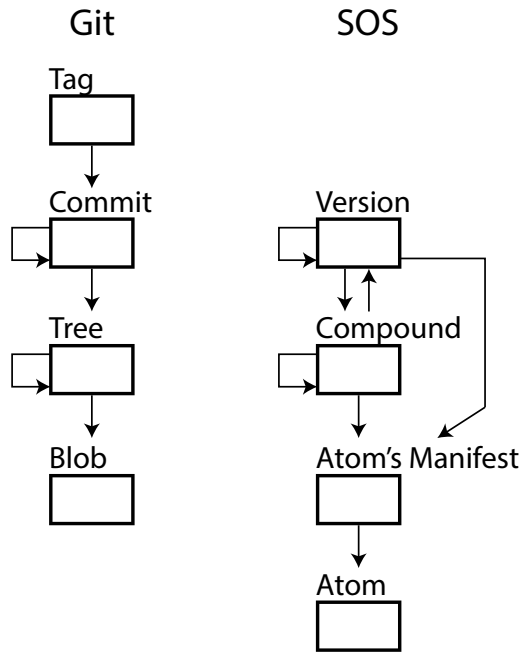 Git
SOS
Tag
Commit
Version
Tree
Compound
Blob
Atom's Manifest
Atom